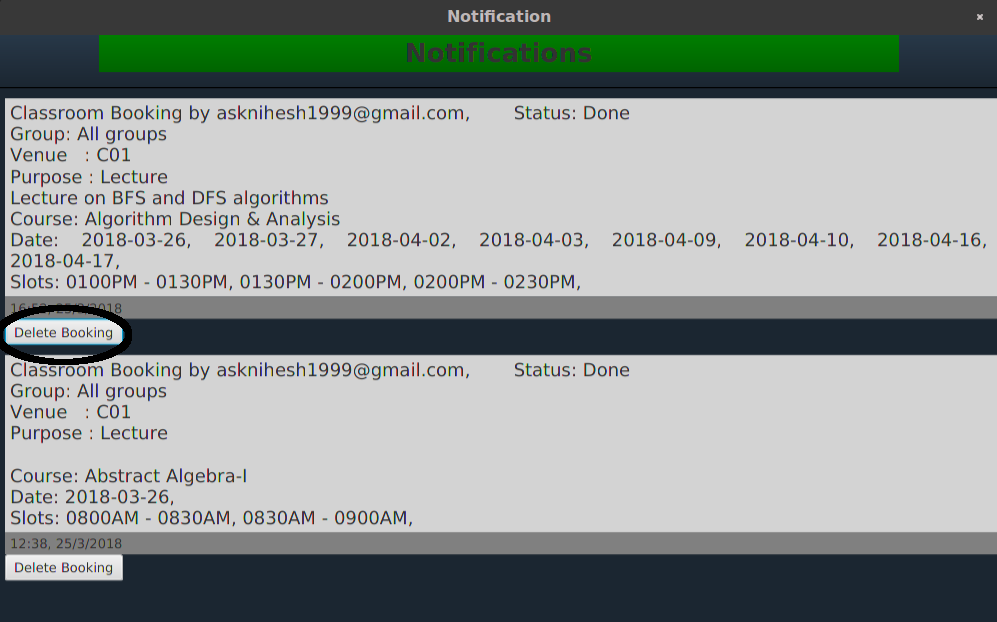 Notification
×
Notifications
Classroom Booking by asknihesh1999@gmail.com, Status: Done
Group: All groups
Venue : C01
Purpose : Lecture
Lecture on BFS and DFS algorithms
Course: Algorithm Design & Analysis
Date: 2018-03-26, 2018-03-27, 2018-04-02, 2018-04-03, 2018-04-09, 2018-04-10, 2018-04-16,
2018-04-17,
Slots: 0100PM - 0130PM, 0130PM - 0200PM, 0200PM - 0230PM,
25/3/2018
Delete Booking
Classroom Booking by asknihesh1999@gmail.com, Status: Done
Group: All groups
Venue : C01
Purpose : Lecture
Course: Abstract Algebra-I
Date: 2018-03-26,
Slots: 0800AM - 0830AM, 0830AM - 0900AM,
12:38, 25/3/2018
Delete Booking